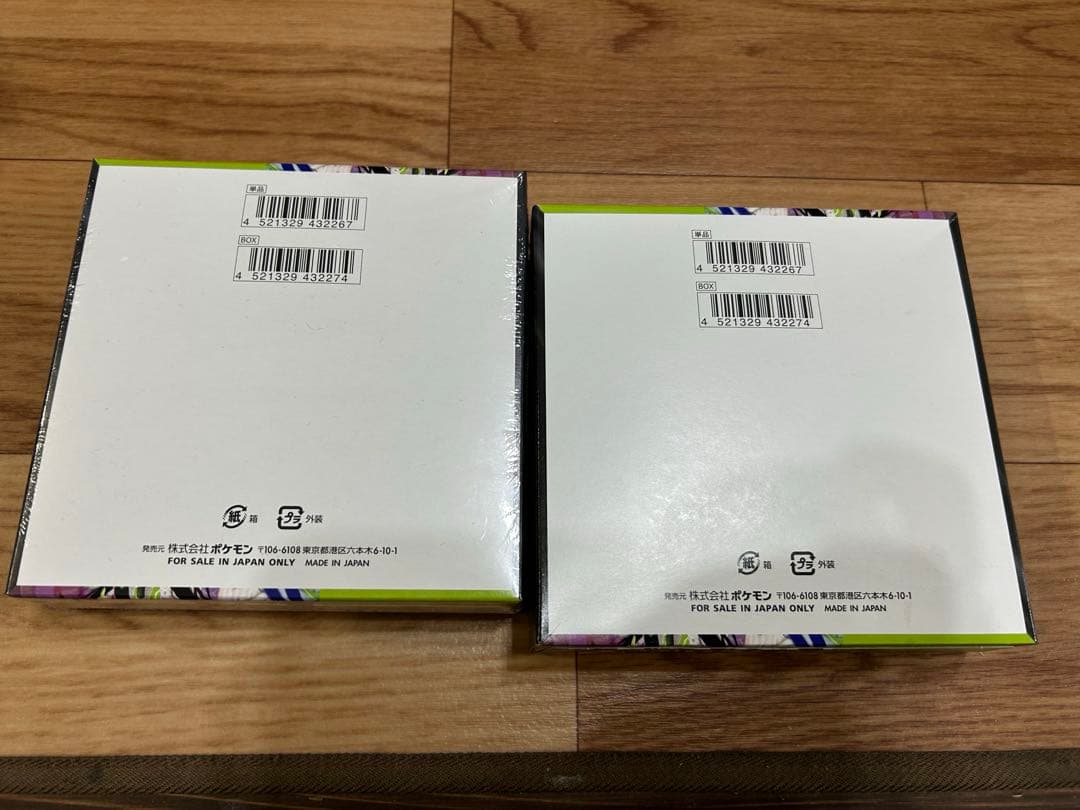 単品
4 521329 432267
BOX
4 521329 432274
紙 箱 プラ 外装
発売元 株式会社ポケモン 〒106-6108 東京都港区六本木6-10-1
FOR SALE IN JAPAN ONLY MADE IN JAPAN
単品
4 521329 432267
BOX
4 521329 432274
紙 箱 プラ 外装
発売元 株式会社ポケモン 〒106-6108 東京都港区六本木6-10-1
FOR SALE IN JAPAN ONLY MADE IN JAPAN